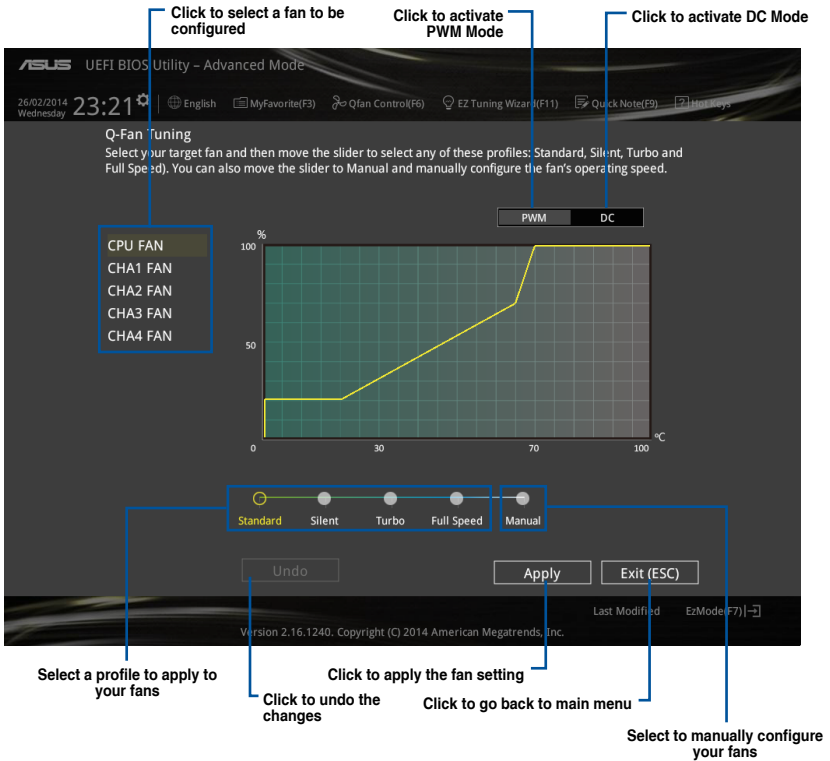 Click to select a fan to be
configured
Click to activate
PWM Mode
Click to activate DC Mode
ASUS UEFI BIOS Utility – Advanced Mode
26/02/2014
Wednesday
23:21
English
MyFavorite(F3)
Qfan Control(F6)
EZ Tuning Wizard(F11)
Quick Note(F9)
? Hot Keys
Q-Fan Tuning
Select your target fan and then move the slider to select any of these profiles: Standard, Silent, Turbo and
Full Speed). You can also move the slider to Manual and manually configure the fan's operating speed.
PWM
DC
CPU FAN
CHA1 FAN
CHA2 FAN
CHA3 FAN
CHA4 FAN
%
100
50
0
30
70
100
ºC
Standard
Silent
Turbo
Full Speed
Manual
Undo
Apply
Exit (ESC)
Last Modified
EzMode(F7)
Version 2.16.1240. Copyright (C) 2014 American Megatrends, Inc.
Select a profile to apply to
your fans
Click to undo the
changes
Click to apply the fan setting
Click to go back to main menu
Select to manually configure
your fans